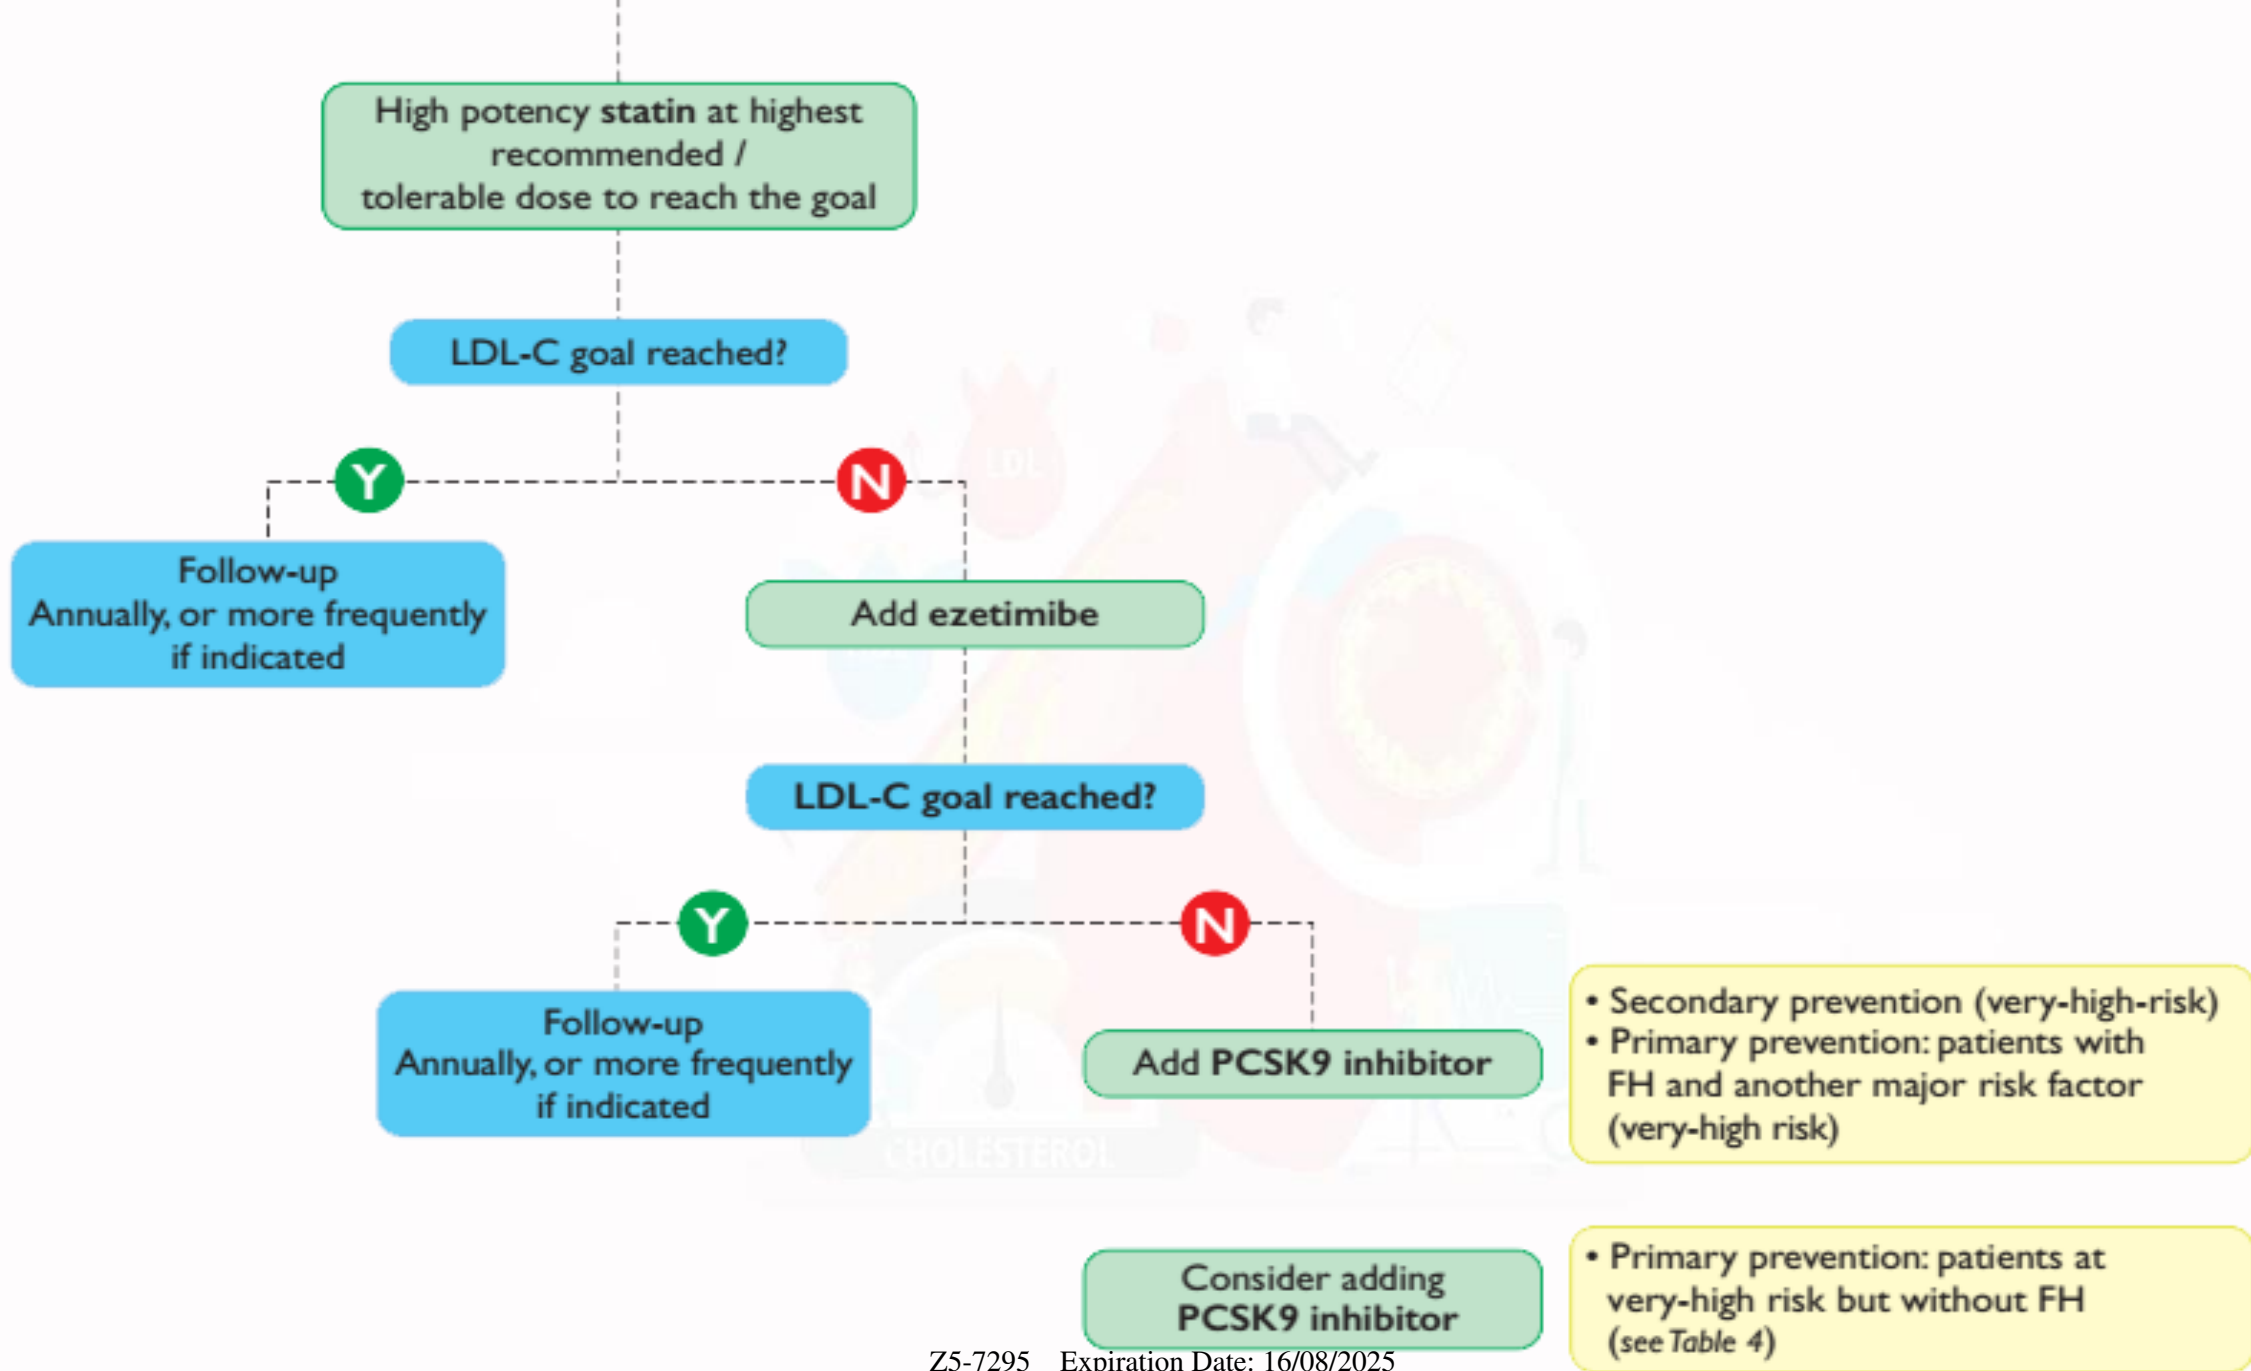 High potency statin at highest
recommended /
tolerable dose to reach the goal
LDL-C goal reached?
Y
N
Follow-up
Annually, or more frequently
if indicated
Add ezetimibe
LDL-C goal reached?
Y
N
Follow-up
Annually, or more frequently
if indicated
Add PCSK9 inhibitor
• Secondary prevention (very-high-risk)
• Primary prevention: patients with
FH and another major risk factor
(very-high risk)
Consider adding
PCSK9 inhibitor
• Primary prevention: patients at
very-high risk but without FH
(see Table 4)
LDL
CHOLESTEROL
Z5-7295 Expiration Date: 16/08/2025